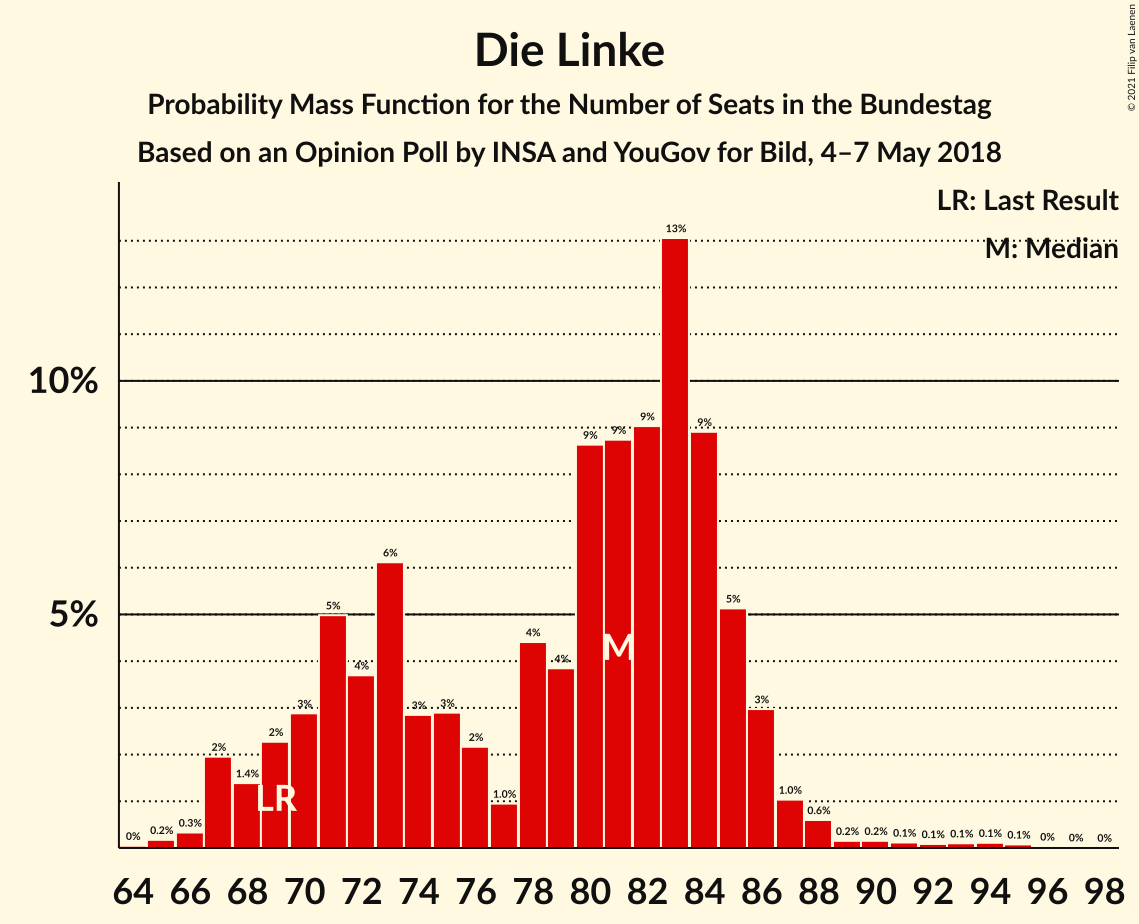 Die Linke
Probability Mass Function for the Number of Seats in the Bundestag
Based on an Opinion Poll by INSA and YouGov for Bild, 4–7 May 2018
© 2021 Filip van Laenen
LR: Last Result
M: Median
10%
5%
0% 0.2% 0.3% 2% 1.4% 2% 3% 5% 4% 6% 3% 3% 2% 1.0% 4% 4% 9% 9% 9% 13% 9% 5% 3% 1.0% 0.6% 0.2% 0.2% 0.1% 0.1% 0.1% 0.1% 0.1% 0% 0% 0%
LR
M
64 66 68 70 72 74 76 78 80 82 84 86 88 90 92 94 96 98